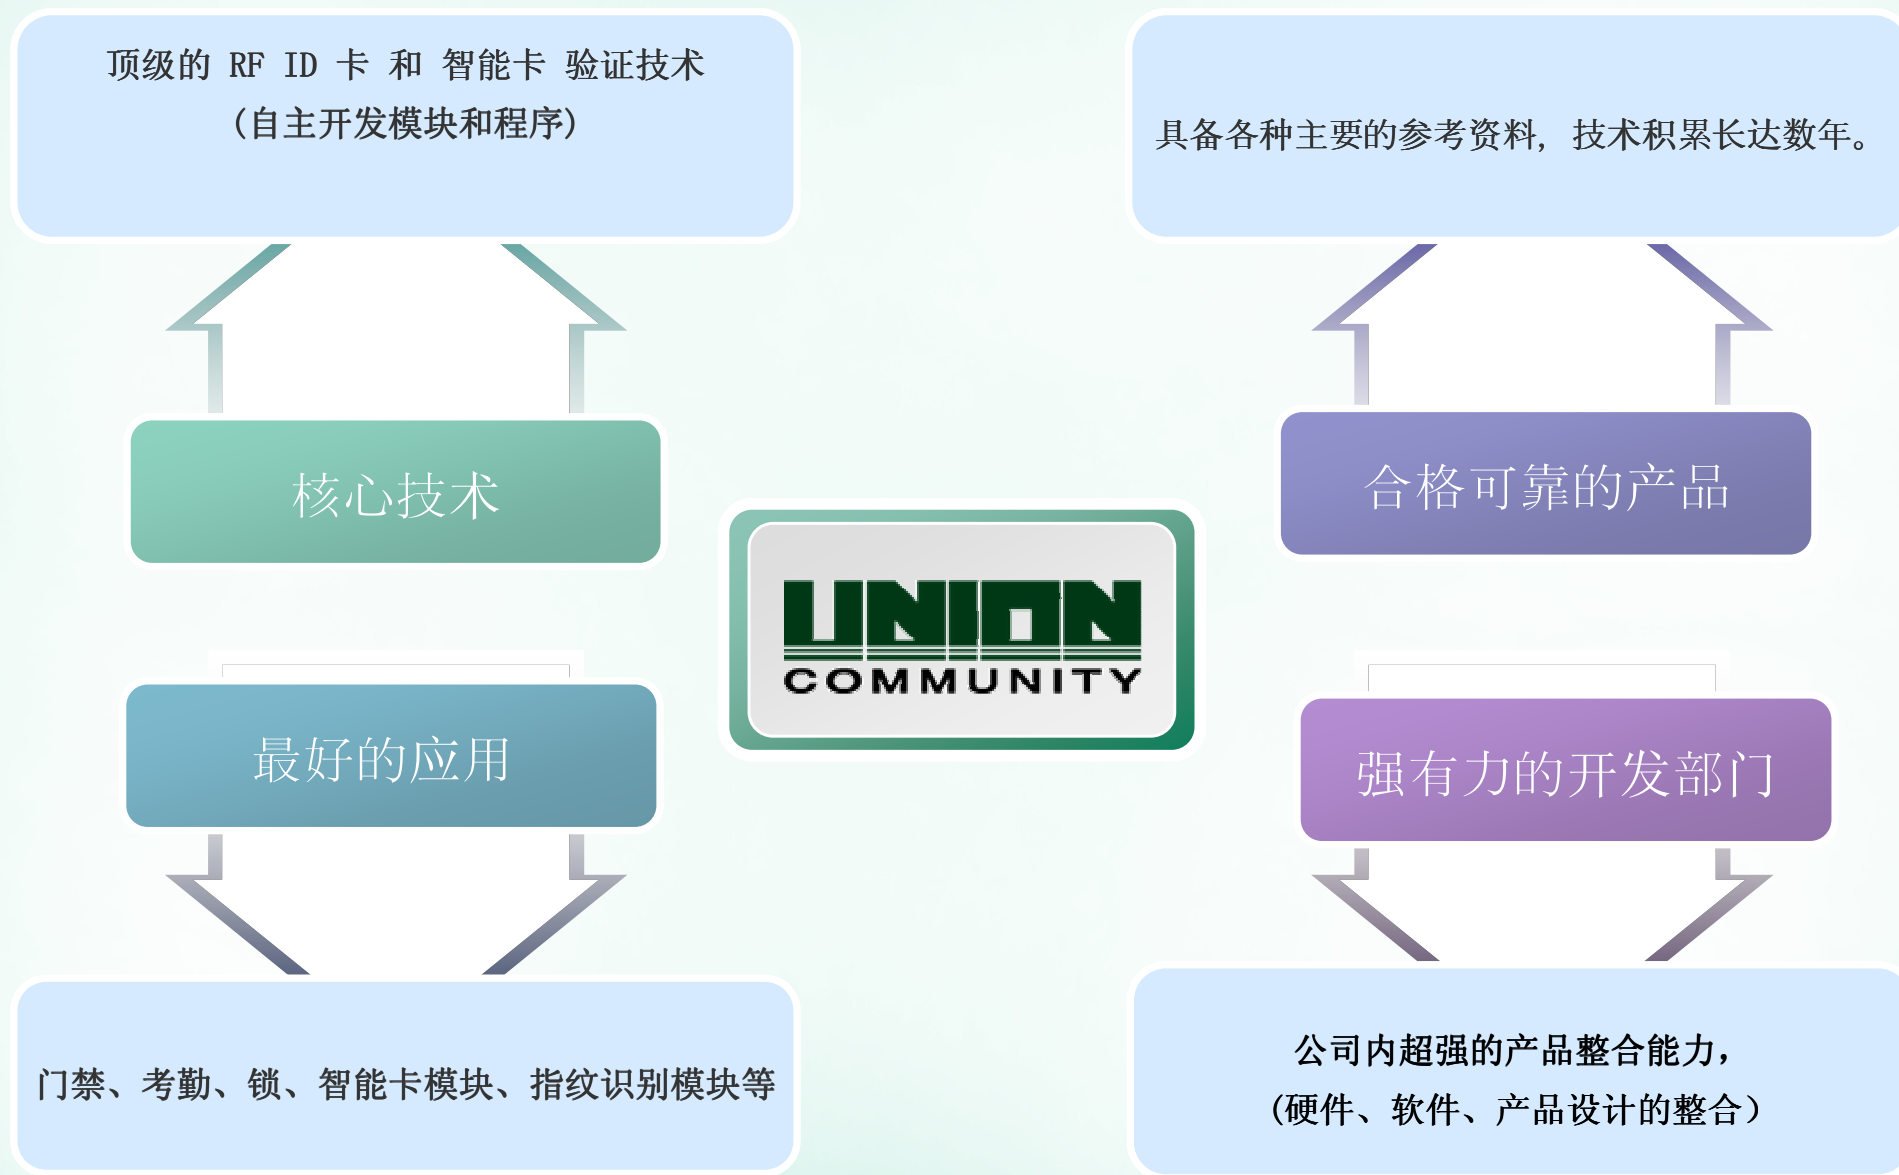 顶级的 RF ID 卡 和 智能卡 验证技术
(自主开发模块和程序)
具备各种主要的参考资料, 技术积累长达数年。
核心技术
合格可靠的产品
UNION
COMMUNITY
最好的应用
强有力的开发部门
门禁、考勤、锁、智能卡模块、指纹识别模块等
公司内超强的产品整合能力，
(硬件、软件、产品设计的整合）